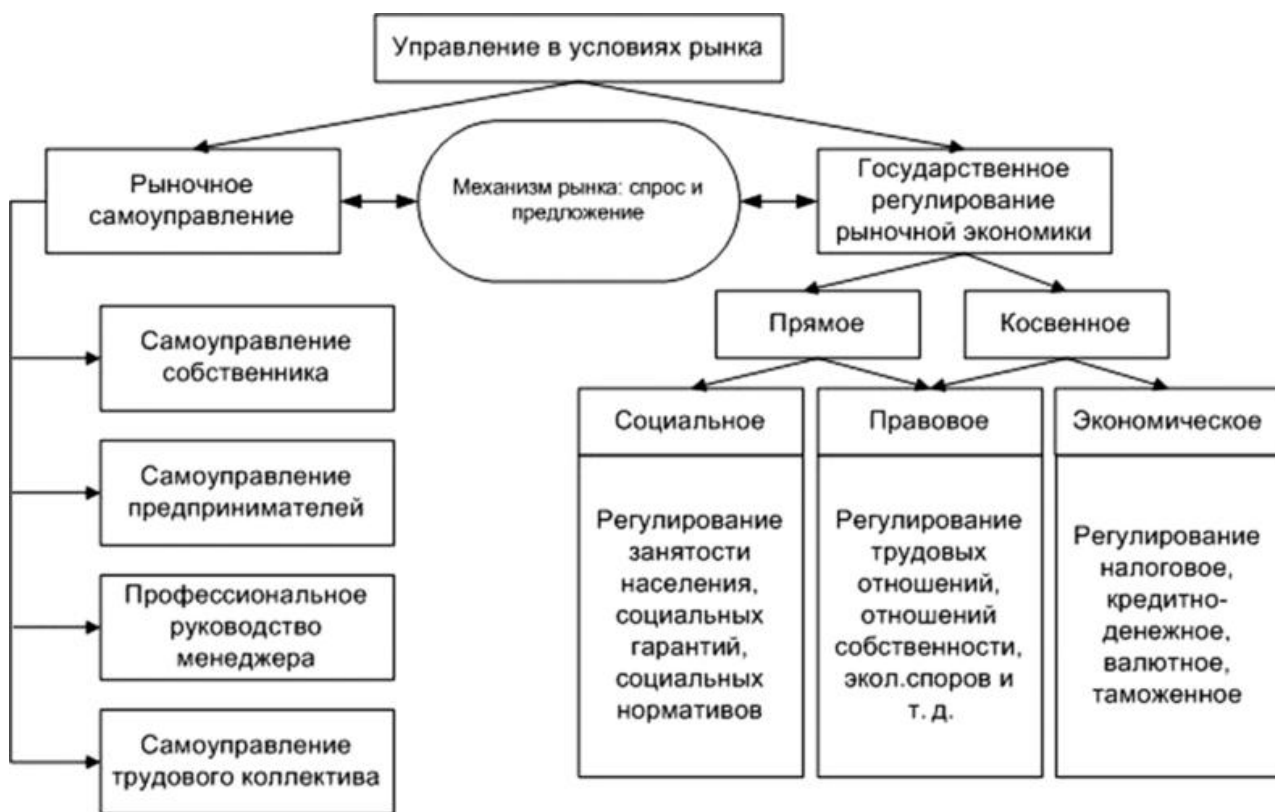 Управление в условиях рынка
Рыночное
самоуправление
Механизм рынка: спрос и
предложение
Государственное
регулирование
рыночной экономики
Прямое
Косвенное
Самоуправление
собственника
Самоуправление
предпринимателей
Профессиональное
руководство
менеджера
Самоуправление
трудового коллектива
Социальное
Регулирование
занятости
населения,
социальных
гарантий,
социальных
нормативов
Правовое
Регулирование
трудовых
отношений,
отношений
собственности,
экол.споров и
т. д.
Экономическое
Регулирование
налоговое,
кредитно-
денежное,
валютное,
таможенное